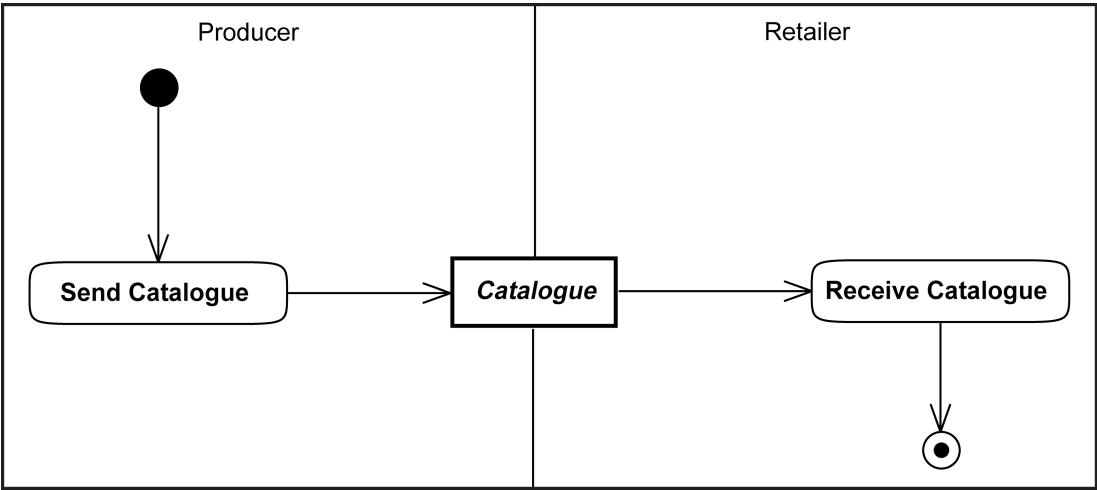 Producer
Retailer
Send Catalogue
Catalogue
Receive Catalogue